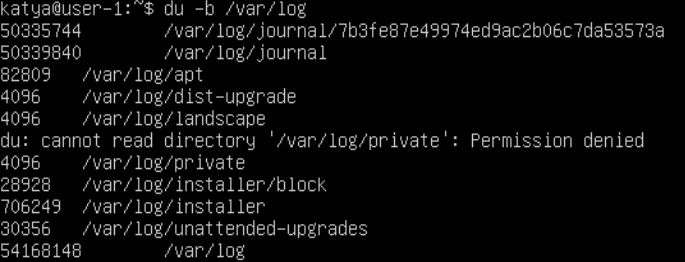 katya@user-1:~$ du -b /var/log
50335744 /var/log/journal/7b3fe87e49974ed9ac2b06c7da53573a
50339840 /var/log/journal
82809 /var/log/apt
4096 /var/log/dist-upgrade
4096 /var/log/landscape
du: cannot read directory '/var/log/private': Permission denied
4096 /var/log/private
28928 /var/log/installer/block
706249 /var/log/installer
30356 /var/log/unattended-upgrades
54168148 /var/log